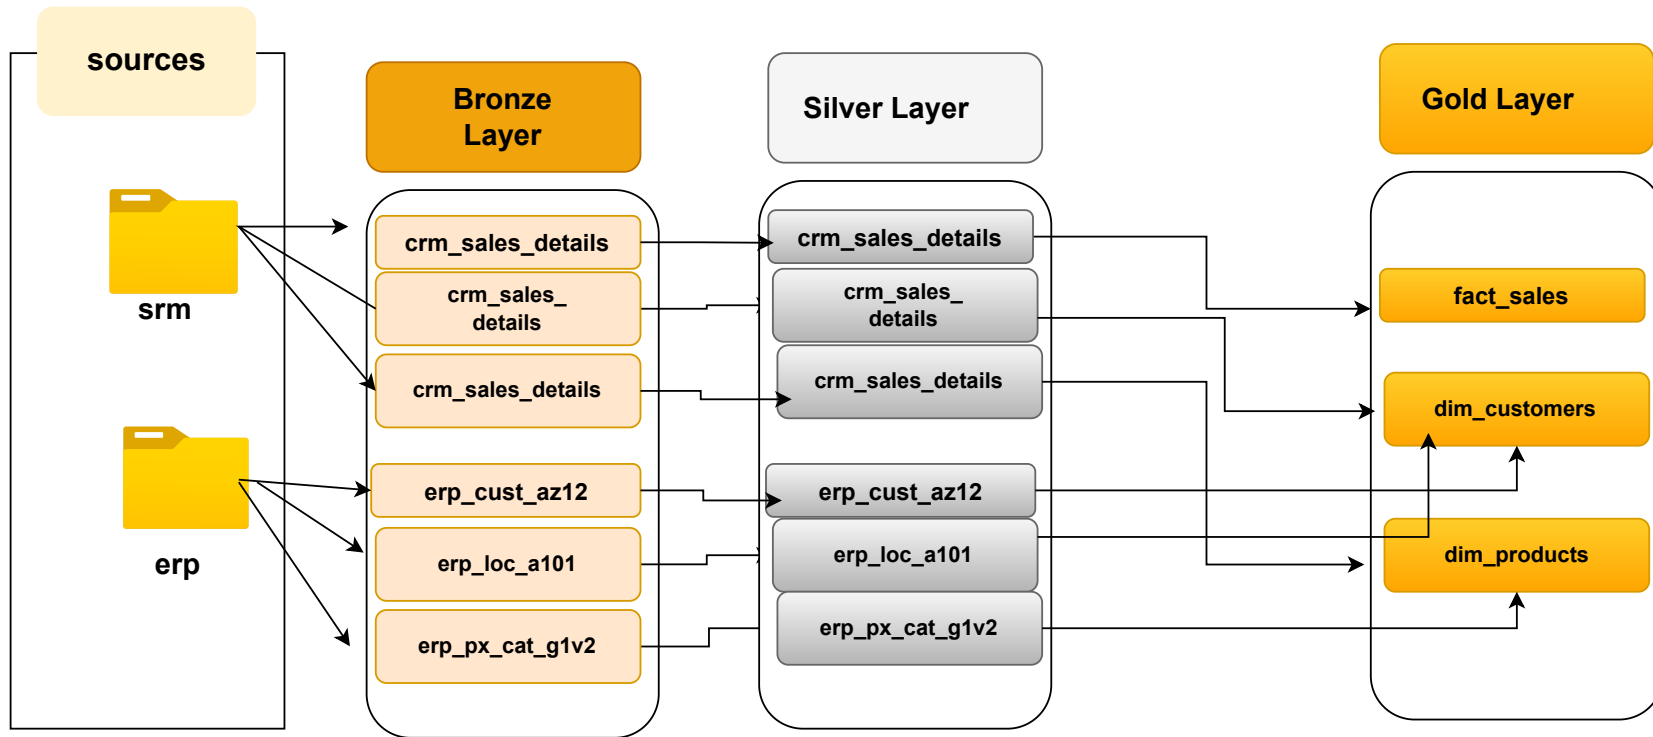 sources
srm
erp
Bronze
Layer
crm_sales_details
crm_sales_
details
crm_sales_details
erp_cust_az12
erp_loc_a101
erp_px_cat_g1v2
Silver Layer
crm_sales_details
crm_sales_
details
crm_sales_details
erp_cust_az12
erp_loc_a101
erp_px_cat_g1v2
Gold Layer
fact_sales
dim_customers
dim_products